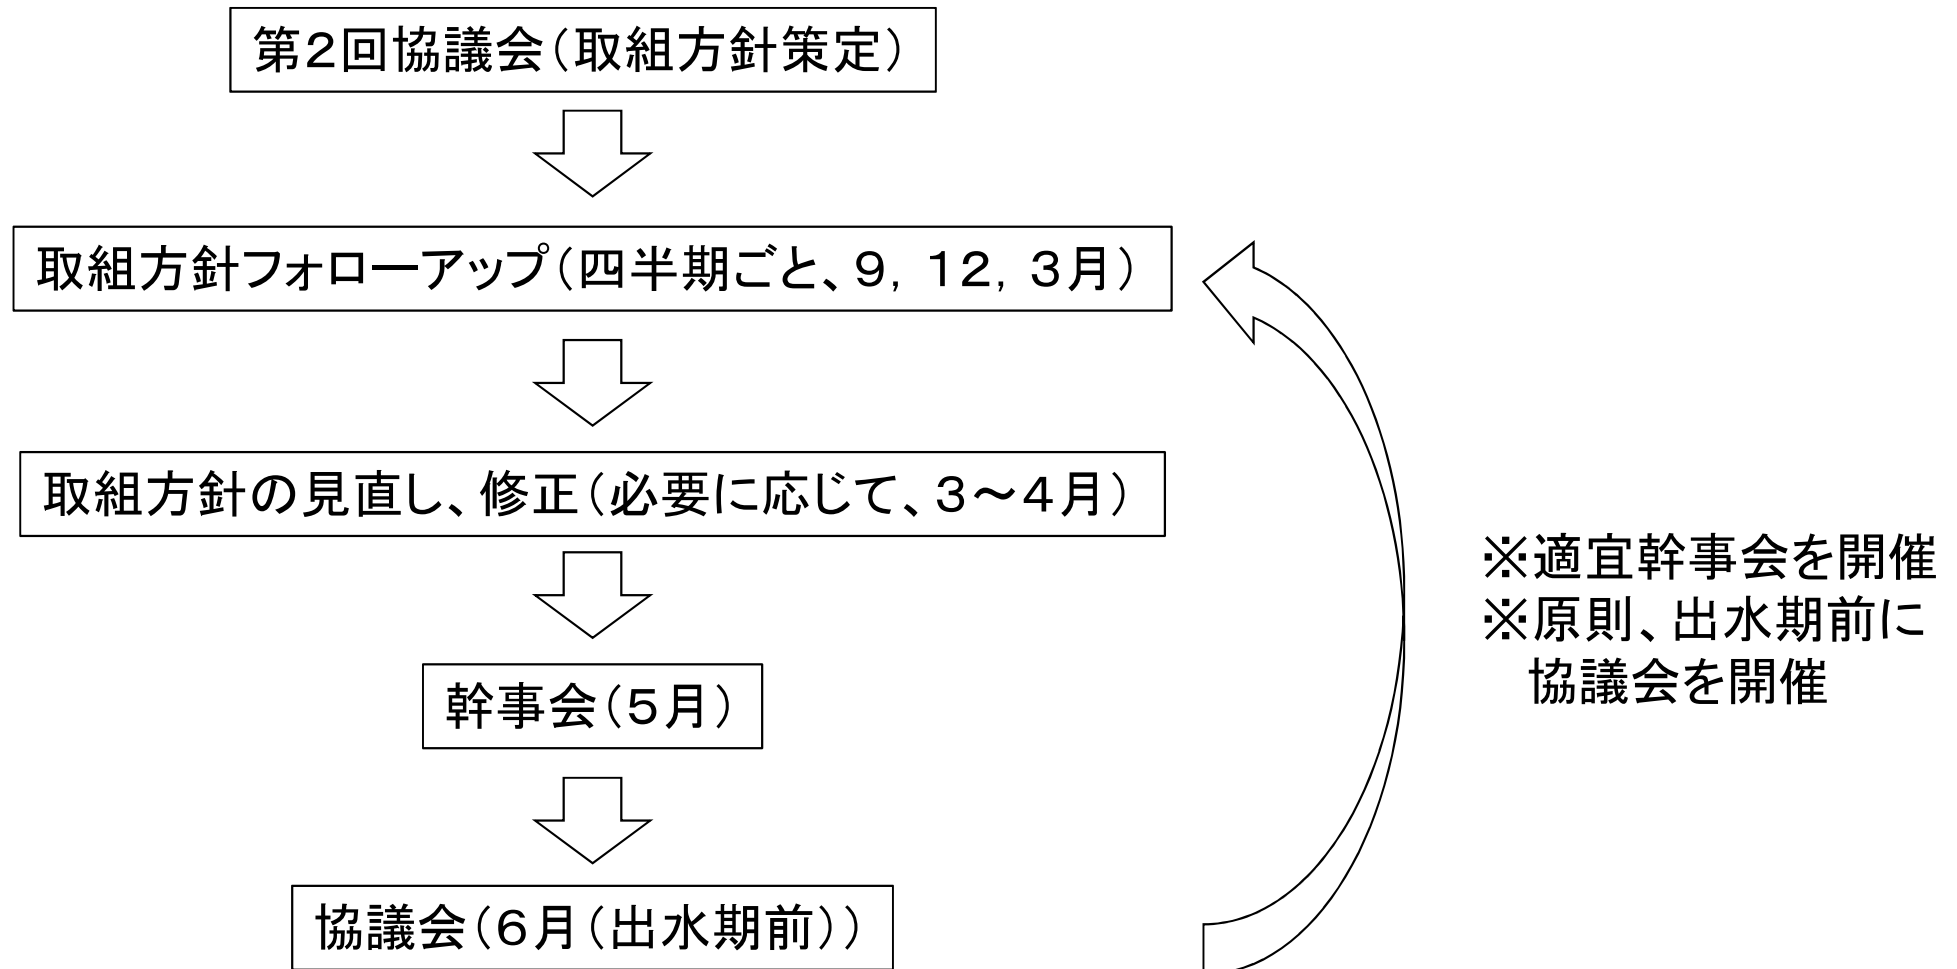 第２回協議会（取組方針策定）
取組方針フォローアップ（四半期ごと、９，１２，３月）
取組方針の見直し、修正（必要に応じて、３～４月）
幹事会（５月）
協議会（６月（出水期前））
※適宜幹事会を開催
※原則、出水期前に
協議会を開催